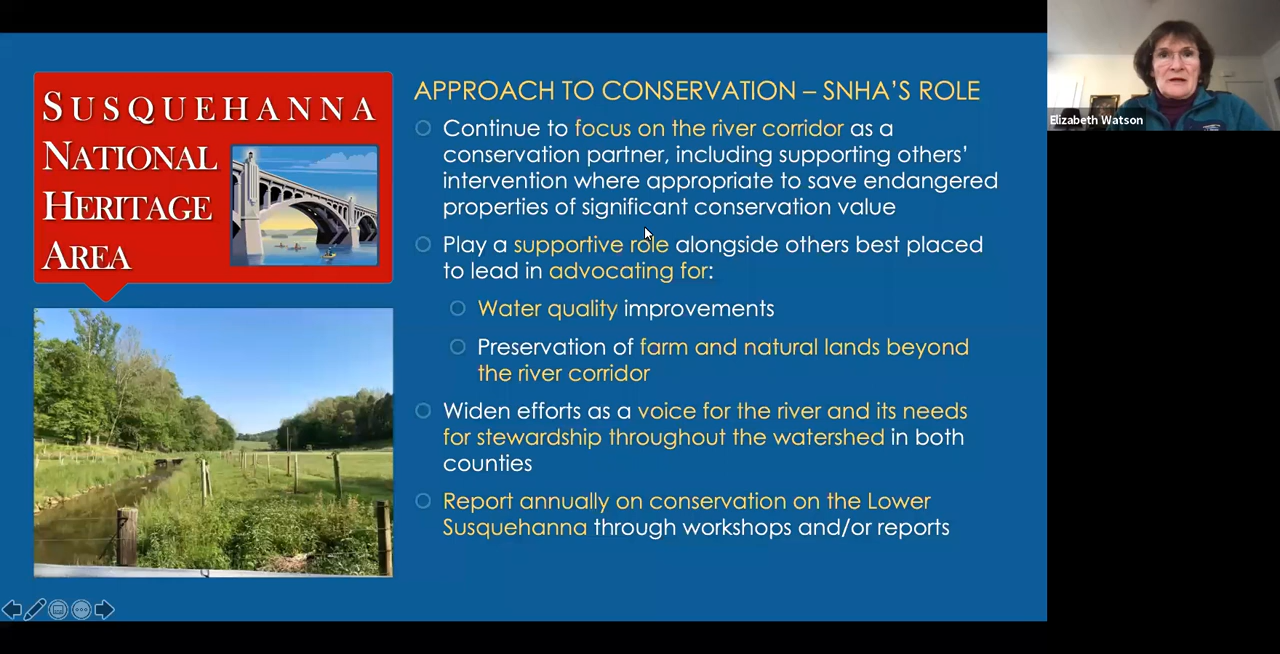 SUSQUEHANNA
NATIONAL
HERITAGE
AREA
APPROACH TO CONSERVATION – SNHA'S ROLE
Continue to focus on the river corridor as a
conservation partner, including supporting others'
intervention where appropriate to save endangered
properties of significant conservation value
Play a supportive role alongside others best placed
to lead in advocating for:
Water quality improvements
Preservation of farm and natural lands beyond
the river corridor
Widen efforts as a voice for the river and its needs
for stewardship throughout the watershed in both
counties
Report annually on conservation on the Lower
Susquehanna through workshops and/or reports
Elizabeth Watson